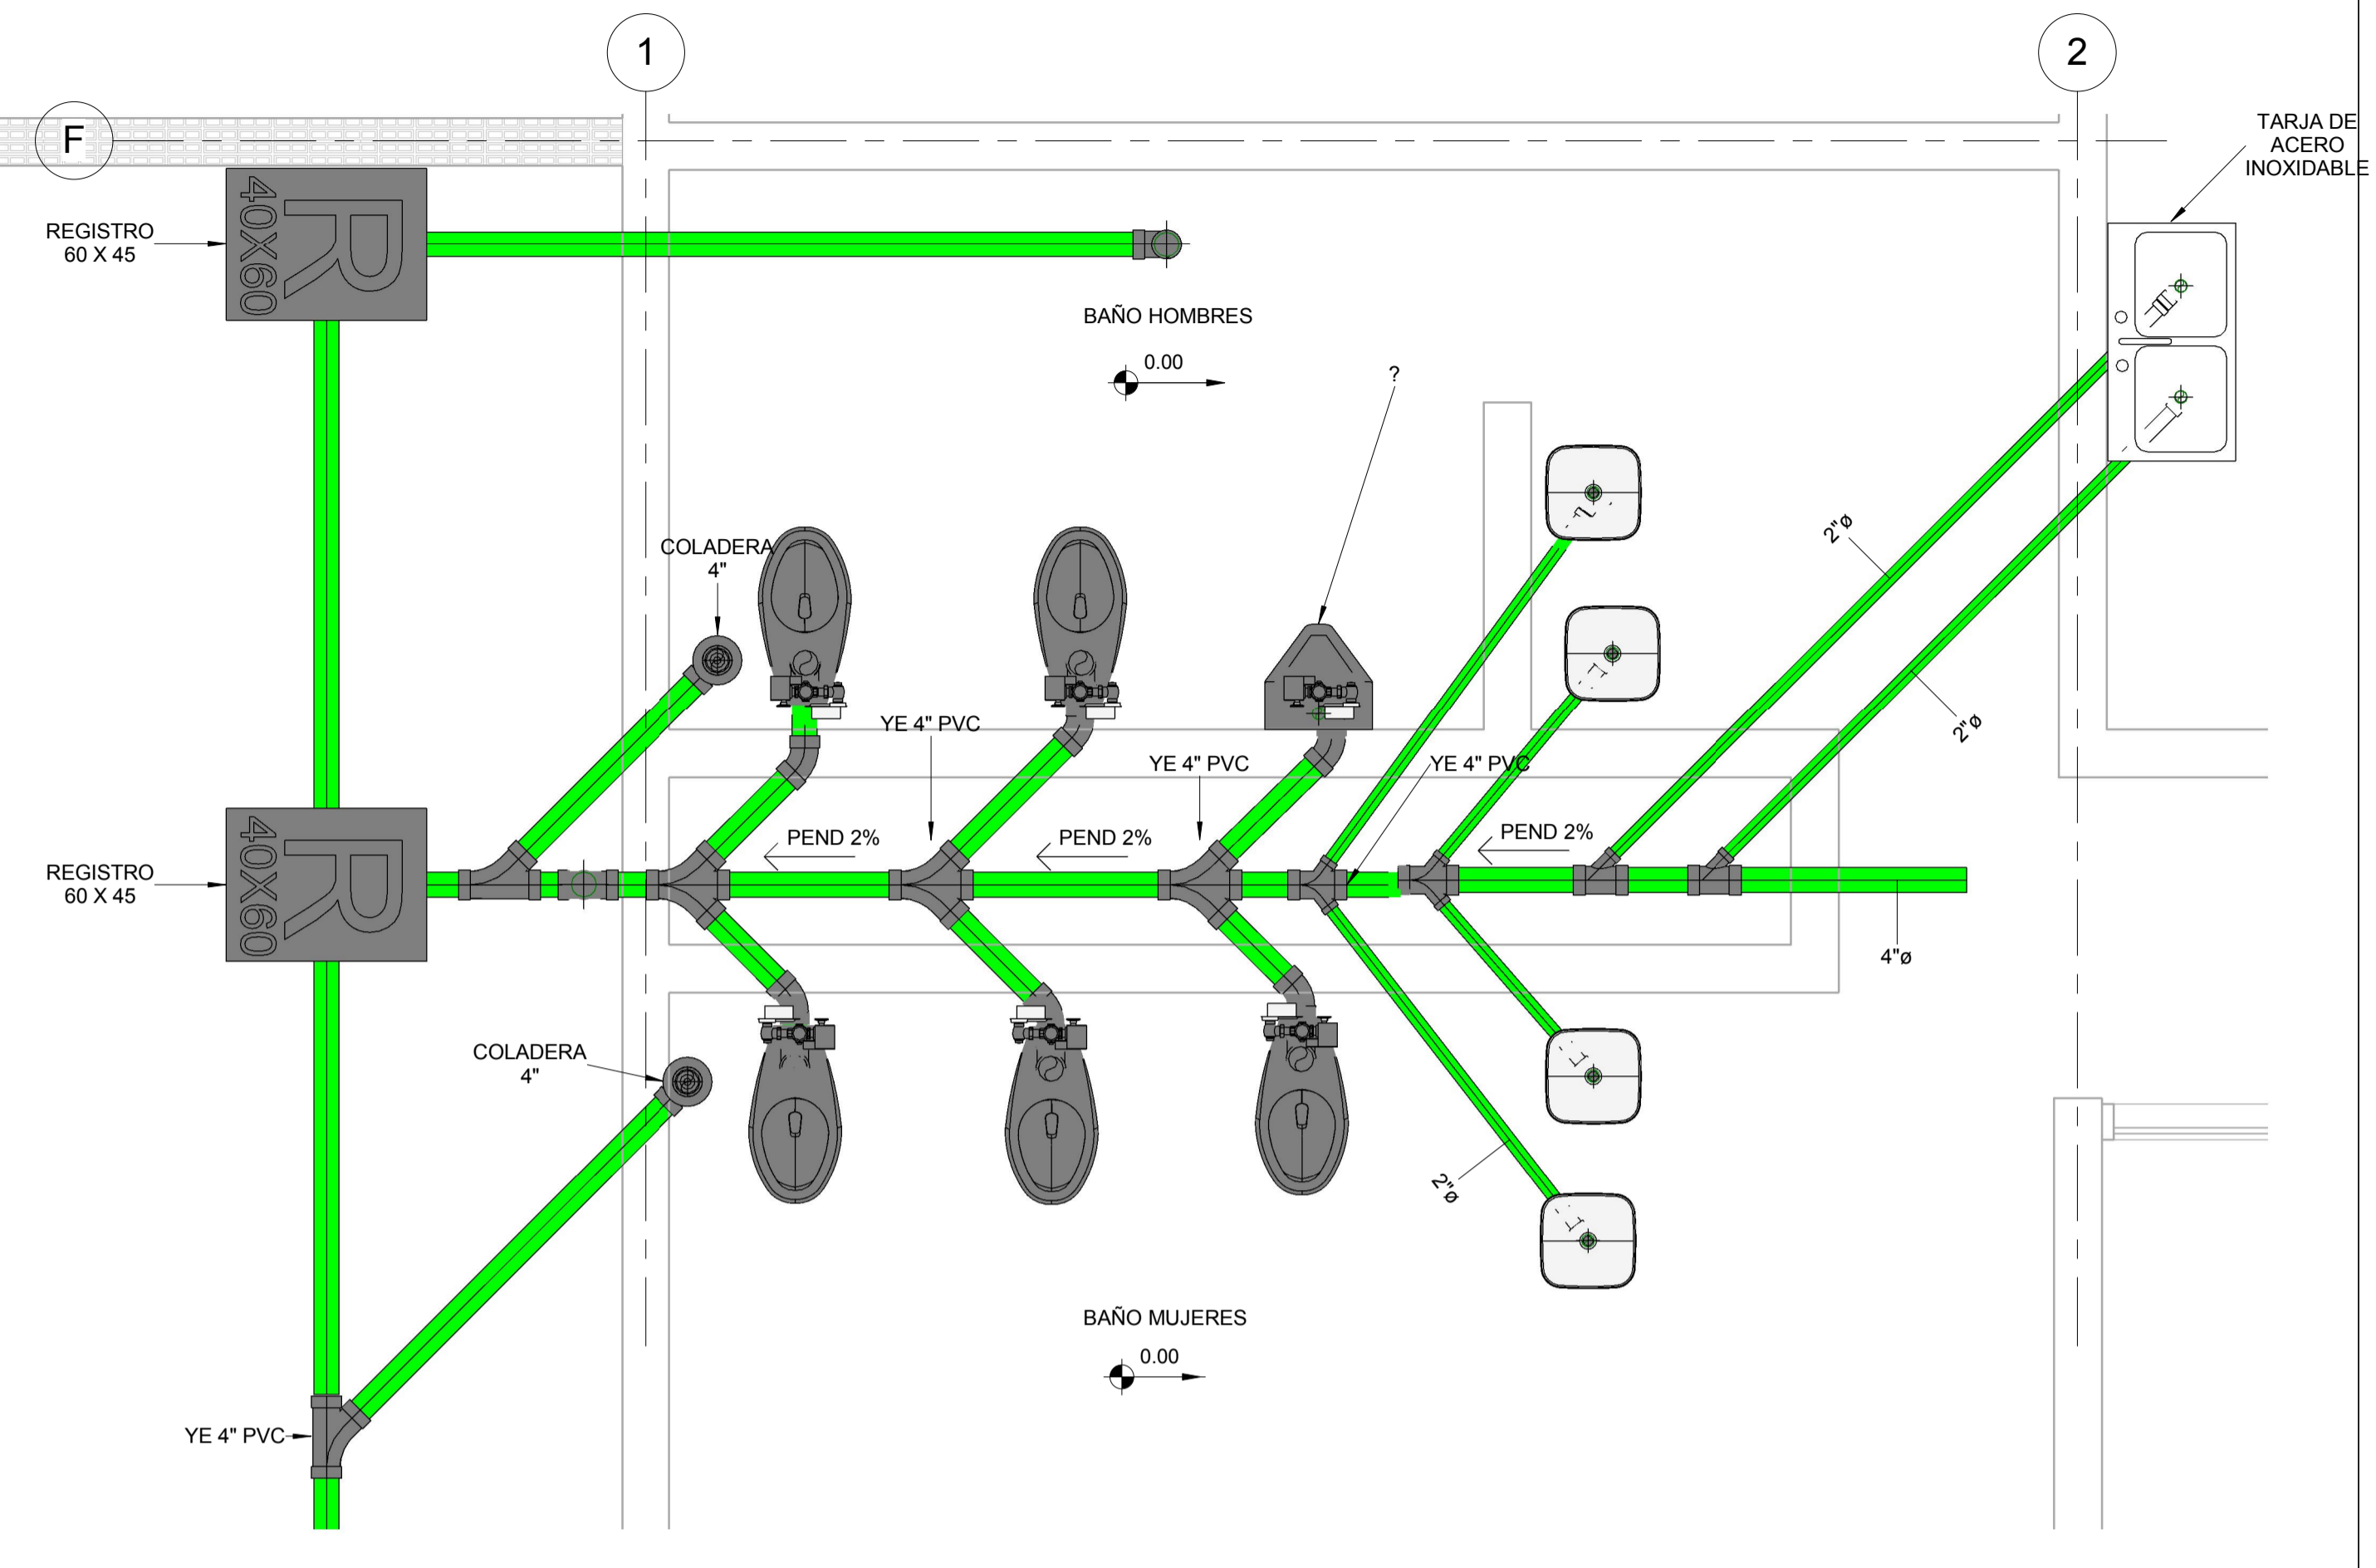 1
2
F
TARJA DE
ACERO
INOXIDABLE
REGISTRO
60 X 45
R
40X60
BAÑO HOMBRES
0.00
?
COLADERA
4"
2"ø
2"ø
YE 4" PVC
YE 4" PVC
YE 4" PVC
PEND 2%
PEND 2%
PEND 2%
REGISTRO
60 X 45
R
40X60
4"ø
COLADERA
4"
2"ø
BAÑO MUJERES
0.00
YE 4" PVC